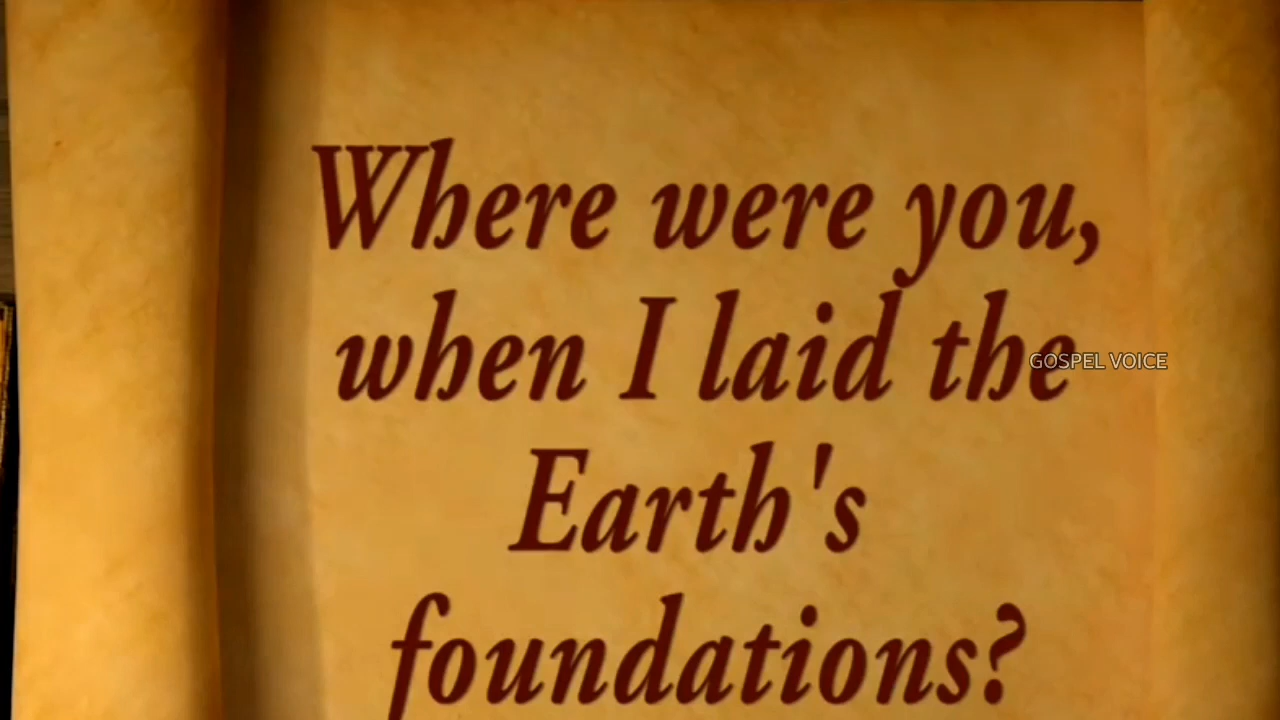 Where were you,
when I laid the
GOSPEL VOICE
Earth's
foundations?